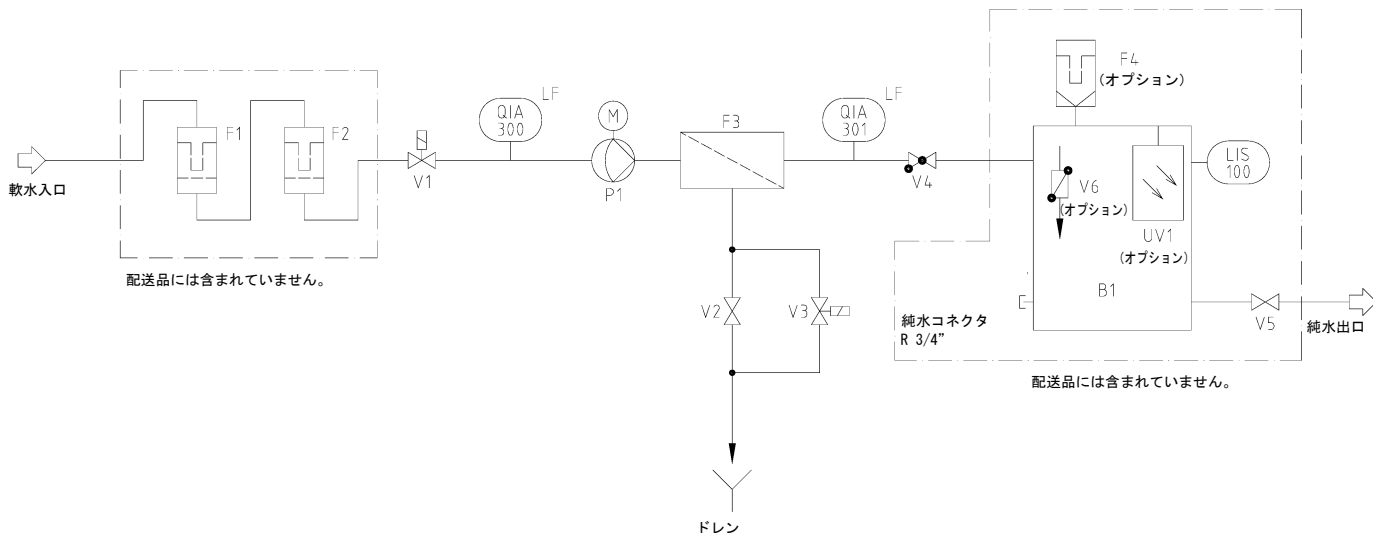 軟水入口
F1
F2
配送品には含まれていません。
V1
QIA
300
LF
M
P1
F3
V2
V3
ドレン
QIA
301
LF
V4
F4
(オプション)
V6
(オプション)
UV1
(オプション)
LIS
100
B1
純水コネクタ
R 3/4”
V5
純水出口
配送品には含まれていません。